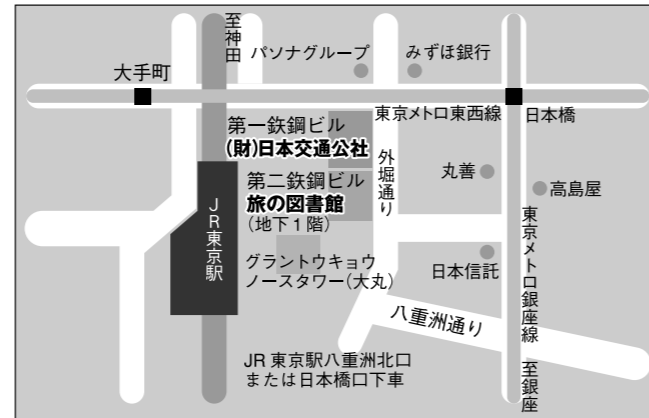 至神田
パソナグループ
みずほ銀行
大手町
東京メトロ東西線
日本橋
第一鉃鋼ビル
(財)日本交通公社
外堀通り
第二鉃鋼ビル
旅の図書館
(地下1階)
丸善
高島屋
JR東京駅
グラントウキョウ
ノースタワー(大丸)
日本信託
東京メトロ銀座線
八重洲通り
至銀座
JR 東京駅八重洲北口
または日本橋口下車